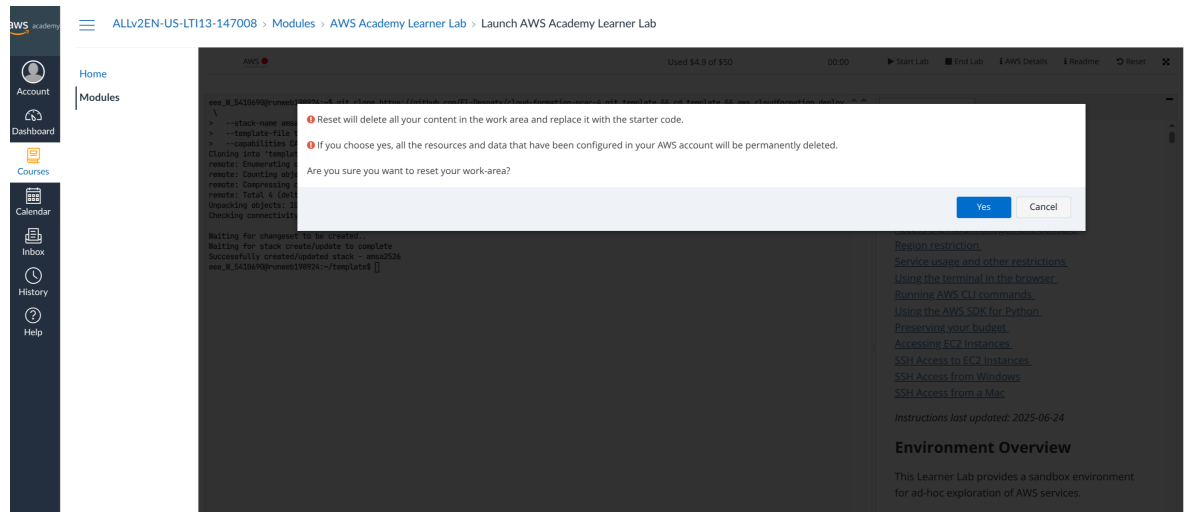 aws academy
ALLv2EN-US-LTI13-147008 > Modules > AWS Academy Learner Lab > Launch AWS Academy Learner Lab
Account
Dashboard
Courses
Calendar
Inbox
History
Help
Home
Modules
AWS
Used $4.9 of $50
00:00
Start Lab
End Lab
AWS Details
Readme
Reset
\
> --stack-name amsa
> --template-file t
> --capabilities CA
Cloning into 'templat
remote: Enumerating o
remote: Counting obje
remote: Compressing o
remote: Total 4 (delt
Unpacking objects: 10
Checking connectivity
Waiting for changeset to be created..
Waiting for stack create/update to complete
Successfully created/updated stack - amsa2526
eee_W_5410690@runweb198924:~/template$
Reset will delete all your content in the work area and replace it with the starter code.
If you choose yes, all the resources and data that have been configured in your AWS account will be permanently deleted.
Are you sure you want to reset your work-area?
Yes
Cancel
Region restriction
Service usage and other restrictions
Using the terminal in the browser
Running AWS CLI commands
Using the AWS SDK for Python
Preserving your budget
Accessing EC2 Instances
SSH Access to EC2 Instances
SSH Access from Windows
SSH Access from a Mac
Instructions last updated: 2025-06-24
Environment Overview
This Learner Lab provides a sandbox environment
for ad-hoc exploration of AWS services.